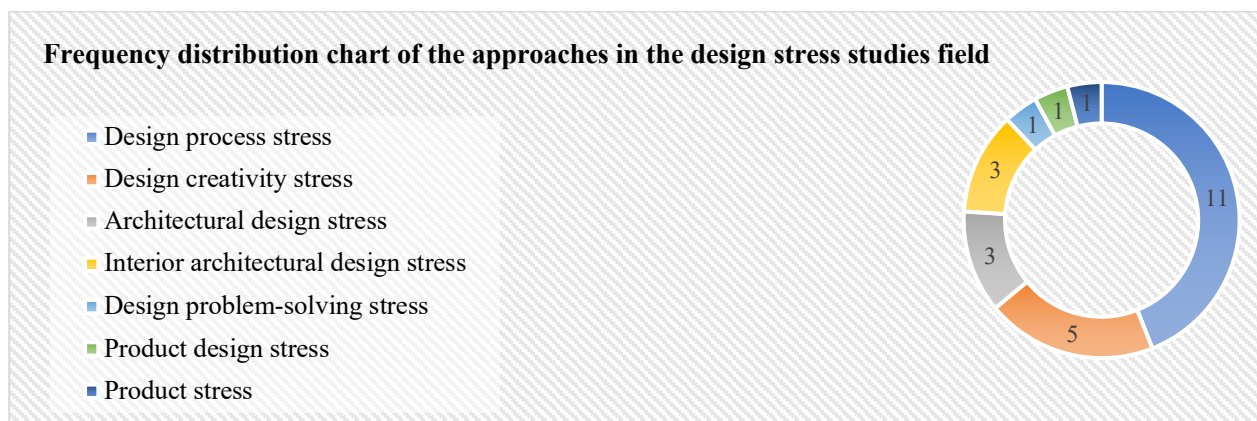 Frequency distribution chart of the approaches in the design stress studies field
Design process stress
Design creativity stress
Architectural design stress
Interior architectural design stress
Design problem-solving stress
Product design stress
Product stress
11
5
3
3
1
1
1